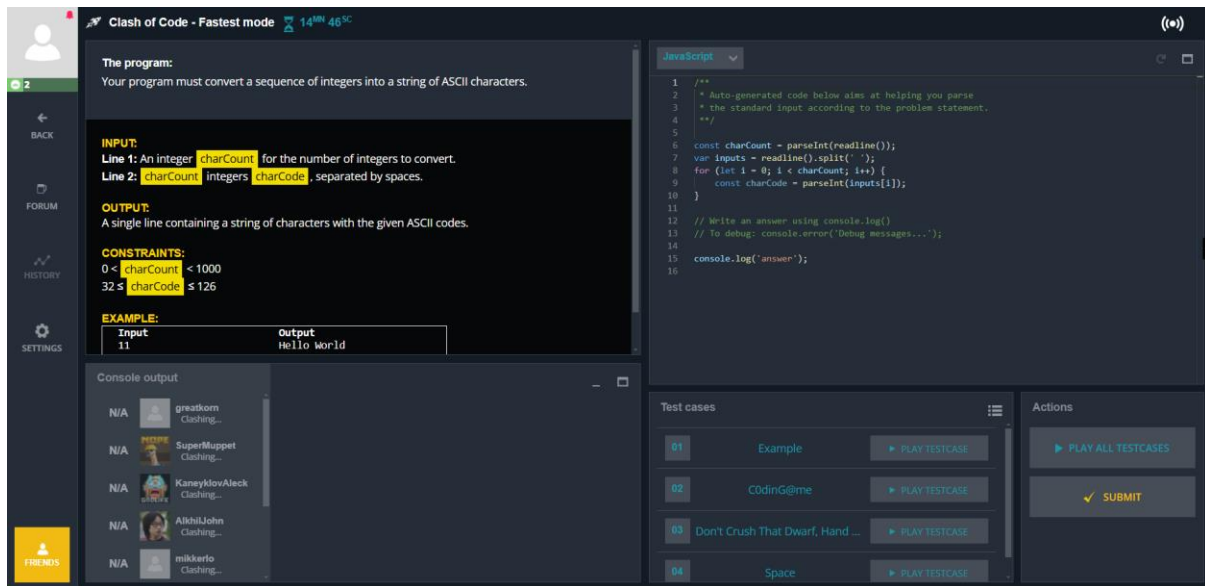 Clash of Code - Fastest mode 14MN 46SC
2
BACK
FORUM
HISTORY
SETTINGS
FRIENDS
The program:
Your program must convert a sequence of integers into a string of ASCII characters.
INPUT:
Line 1: An integer charCount for the number of integers to convert.
Line 2: charCount integers charCode , separated by spaces.
OUTPUT:
A single line containing a string of characters with the given ASCII codes.
CONSTRAINTS:
0 < charCount < 1000
32 ≤ charCode ≤ 126
EXAMPLE:
Input Output
11 Hello World
Console output
N/A greatkorn
Clashing...
N/A SuperMuppet
Clashing...
N/A KaneyklovAleck
Clashing...
N/A AlkhilJohn
Clashing...
N/A mikkerlo
Clashing...
JavaScript
1 /**
2 * Auto-generated code below aims at helping you parse
3 * the standard input according to the problem statement.
4 **/
5
6 const charCount = parseInt(readline());
7 var inputs = readline().split(' ');
8 for (let i = 0; i < charCount; i++) {
9 const charCode = parseInt(inputs[i]);
10 }
11
12 // Write an answer using console.log()
13 // To debug: console.error('Debug messages...');
14
15 console.log('answer');
16
Test cases
01 Example PLAY TESTCASE
02 C0dinG@me PLAY TESTCASE
03 Don't Crush That Dwarf, Hand ... PLAY TESTCASE
04 Space PLAY TESTCASE
Actions
PLAY ALL TESTCASES
SUBMIT